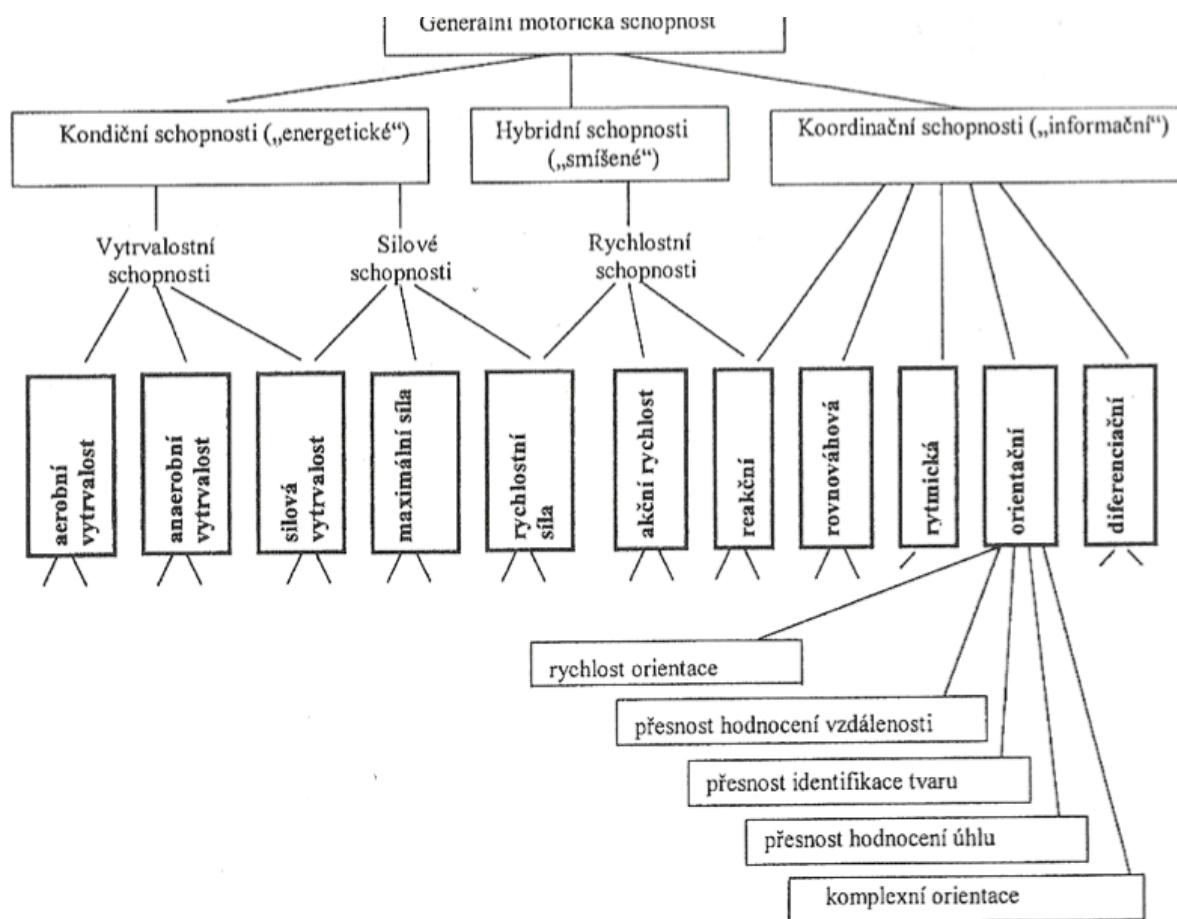 Generální motorická schopnost
Kondiční schopnosti („energetické“)
Hybridní schopnosti
(„smíšené“)
Koordinační schopnosti („informační“)
Vytrvalostní
schopnosti
Silové
schopnosti
Rychlostní
schopnosti
aerobní
vytrvalost
anaerobní
vytrvalost
silová
vytrvalost
maximální síla
rychlostní
síla
akční rychlost
reakční
rovnováhová
rytmická
orientační
diferenciační
rychlost orientace
přesnost hodnocení vzdálenosti
přesnost identifikace tvaru
přesnost hodnocení úhlu
komplexní orientace